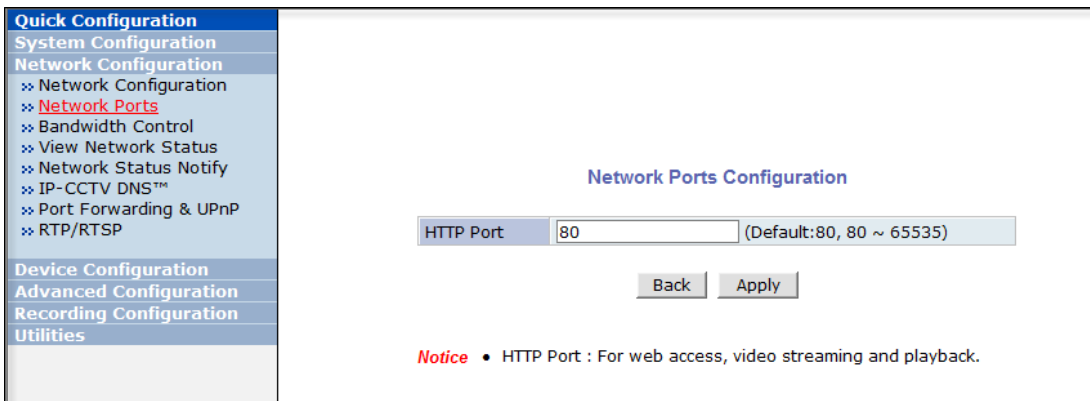 Quick Configuration
System Configuration
Network Configuration
» Network Configuration
» Network Ports
» Bandwidth Control
» View Network Status
» Network Status Notify
» IP-CCTV DNS™
» Port Forwarding & UPnP
» RTP/RTSP
Device Configuration
Advanced Configuration
Recording Configuration
Utilities
Network Ports Configuration
HTTP Port 80 (Default:80, 80 ~ 65535)
Back Apply
Notice • HTTP Port : For web access, video streaming and playback.